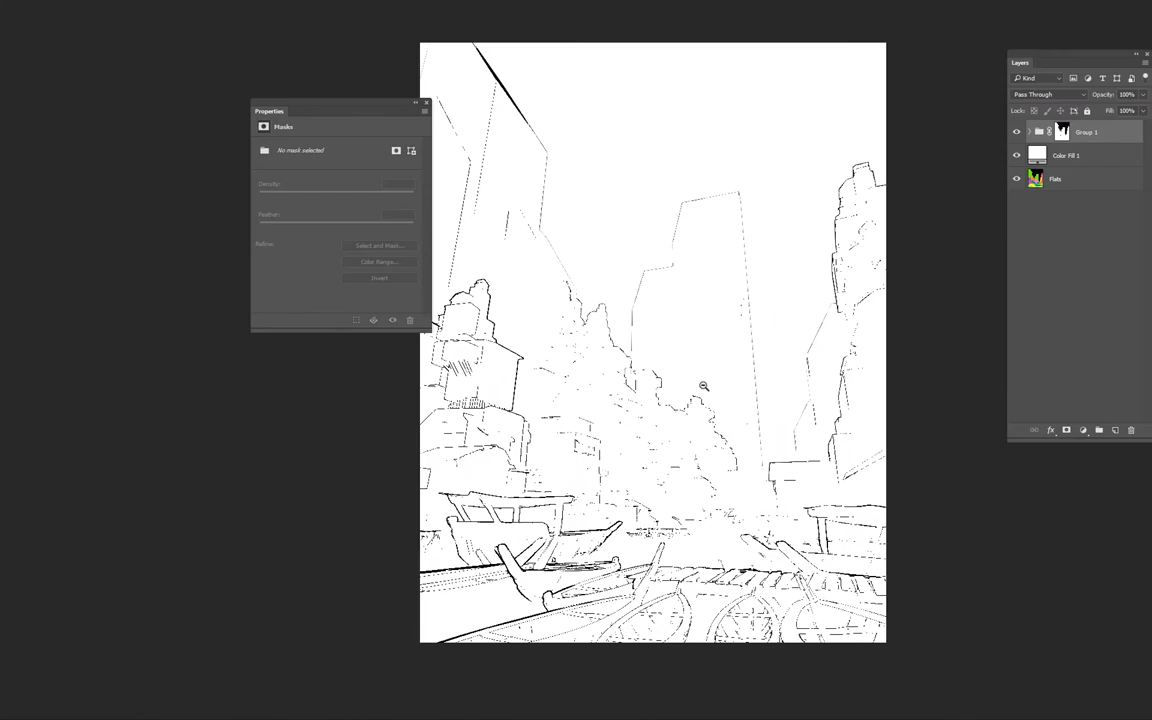 Properties
Masks
No mask selected
Density:
Feather:
Refine:
Select and Mask...
Color Range...
Invert
Layers
Kind
Pass Through
Opacity: 100%
Lock:
Fill: 100%
Group 1
Color Fill 1
Flats
fx